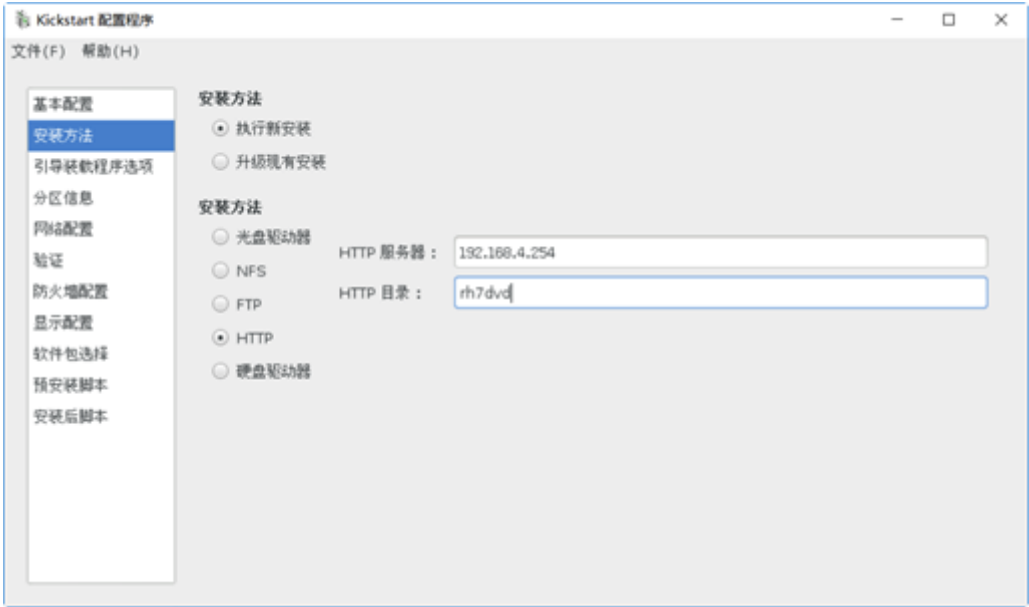 Kickstart 配置程序
文件(F) 帮助(H)
基本配置
安装方法
引导装载程序选项
分区信息
网络配置
验证
防火墙配置
显示配置
软件包选择
预安装脚本
安装后脚本
安装方法
执行新安装
升级现有安装
安装方法
光盘驱动器
NFS
FTP
HTTP
硬盘驱动器
HTTP 服务器： 192.168.4.254
HTTP 目录： rh7dvd